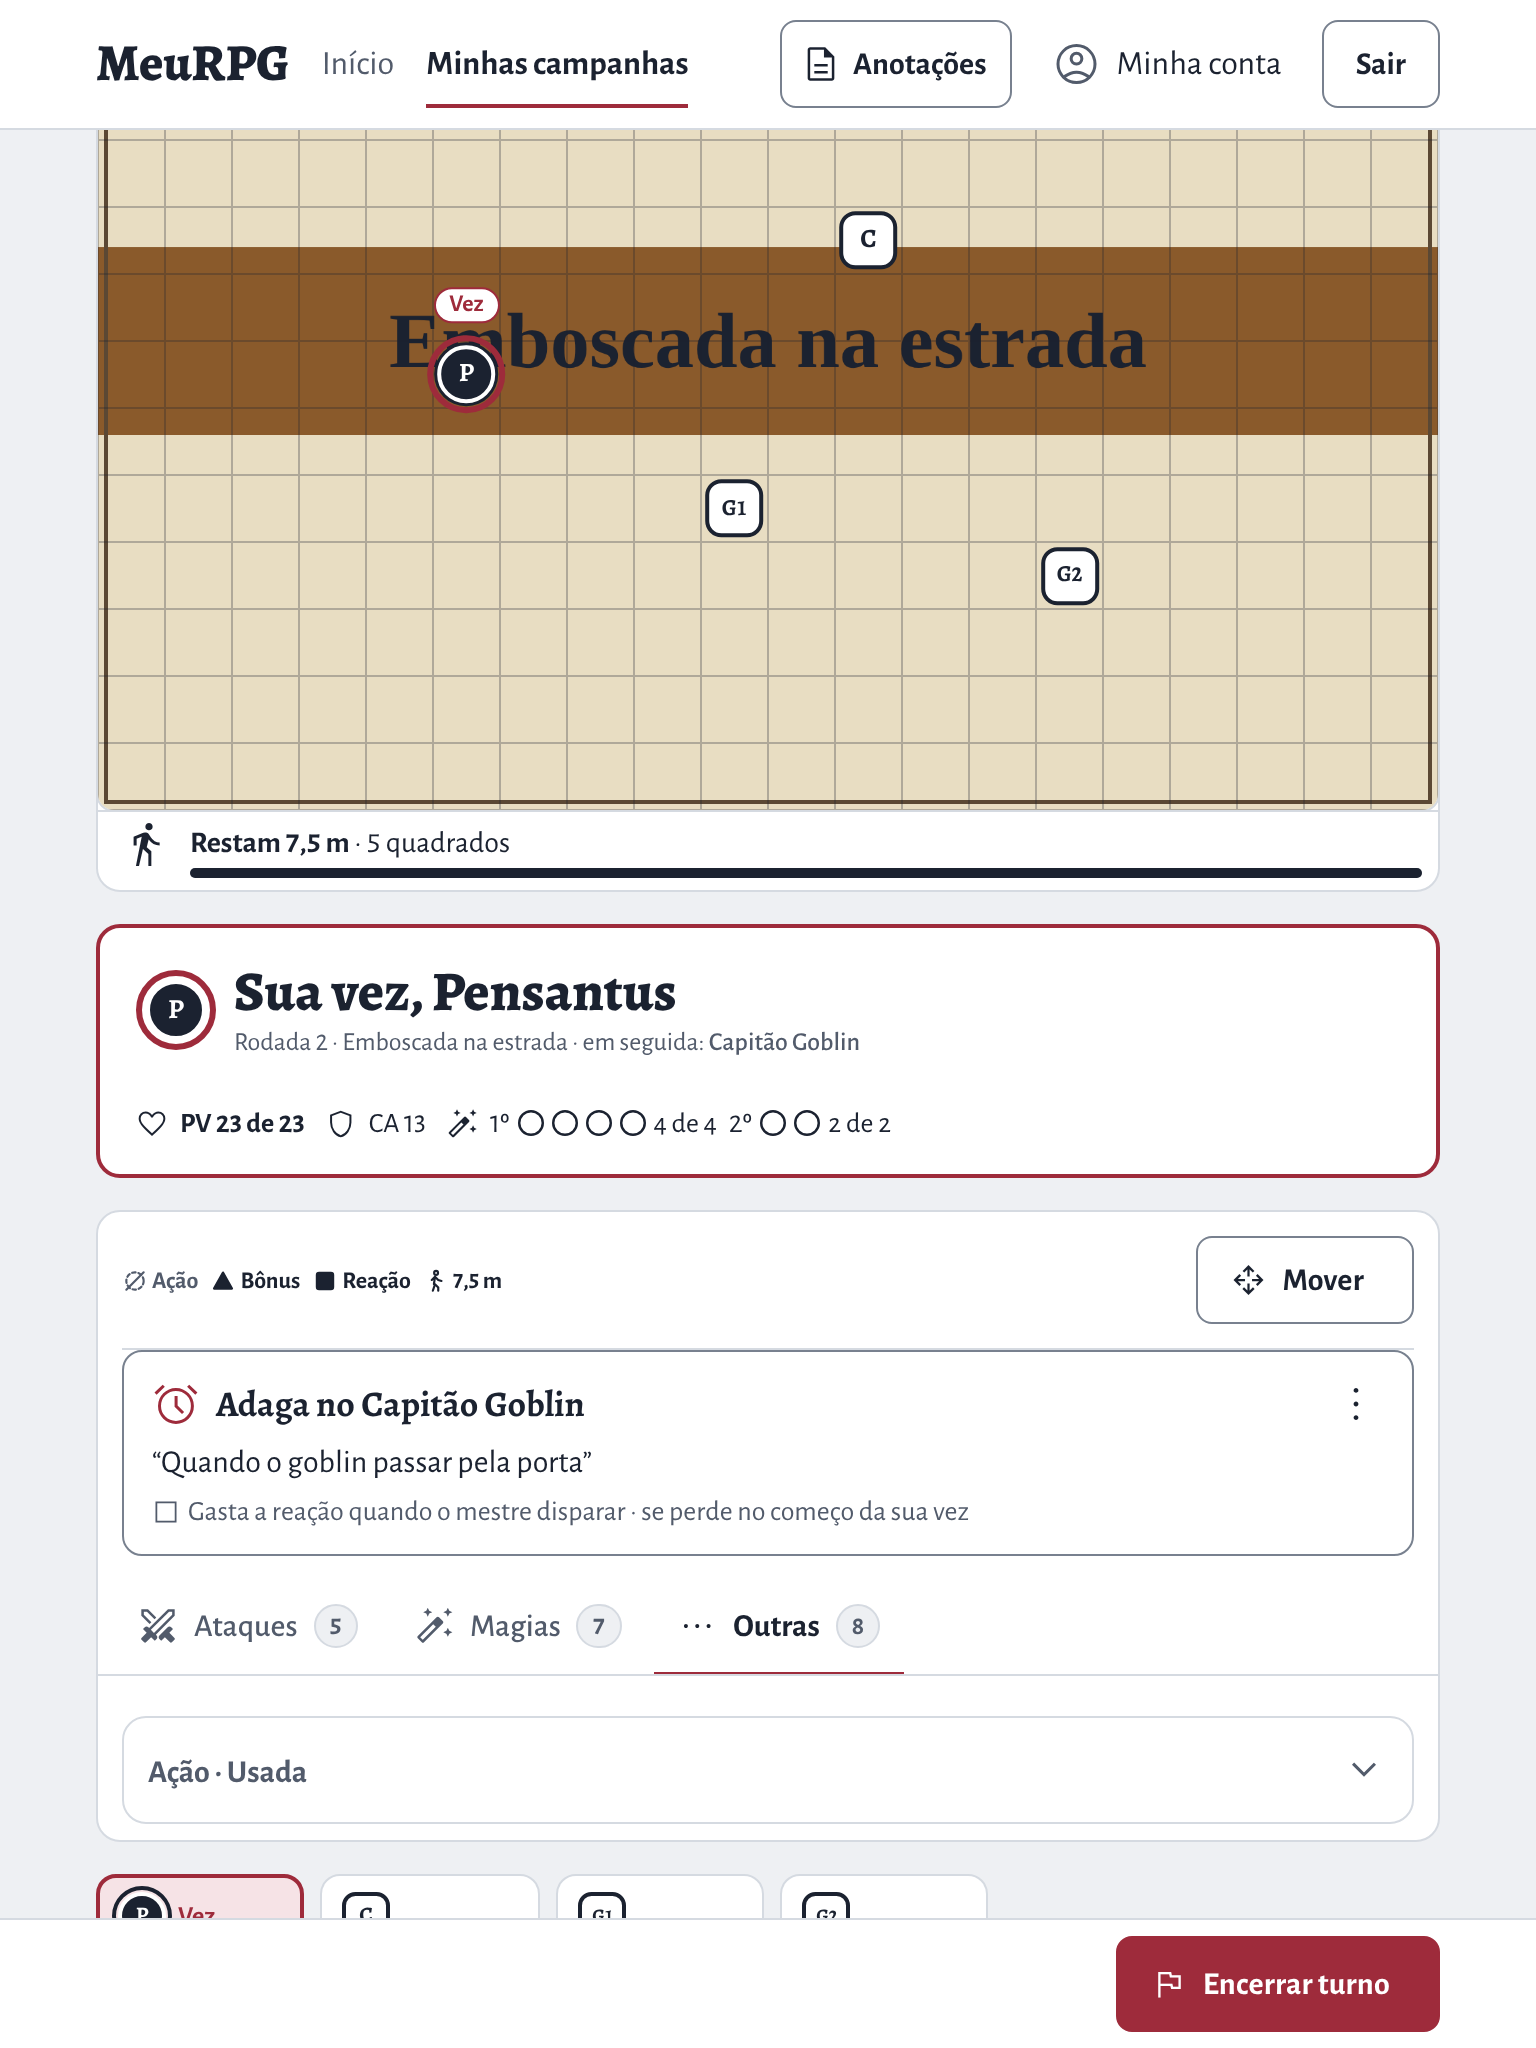 MeuRPG Início Minhas campanhas Anotações Minha conta Sair
C
Vez
Emboscada na estrada
P
G1
G2
Restam 7,5 m · 5 quadrados
P Sua vez, Pensantus
Rodada 2 · Emboscada na estrada · em seguida: Capitão Goblin
PV 23 de 23 CA 13 1º 4 de 4 2º 2 de 2
Ação Bônus Reação 7,5 m Mover
Adaga no Capitão Goblin
“Quando o goblin passar pela porta”
Gasta a reação quando o mestre disparar · se perde no começo da sua vez
Ataques 5 Magias 7 Outras 8
Ação · Usada
P Vez C G1 G2
Encerrar turno